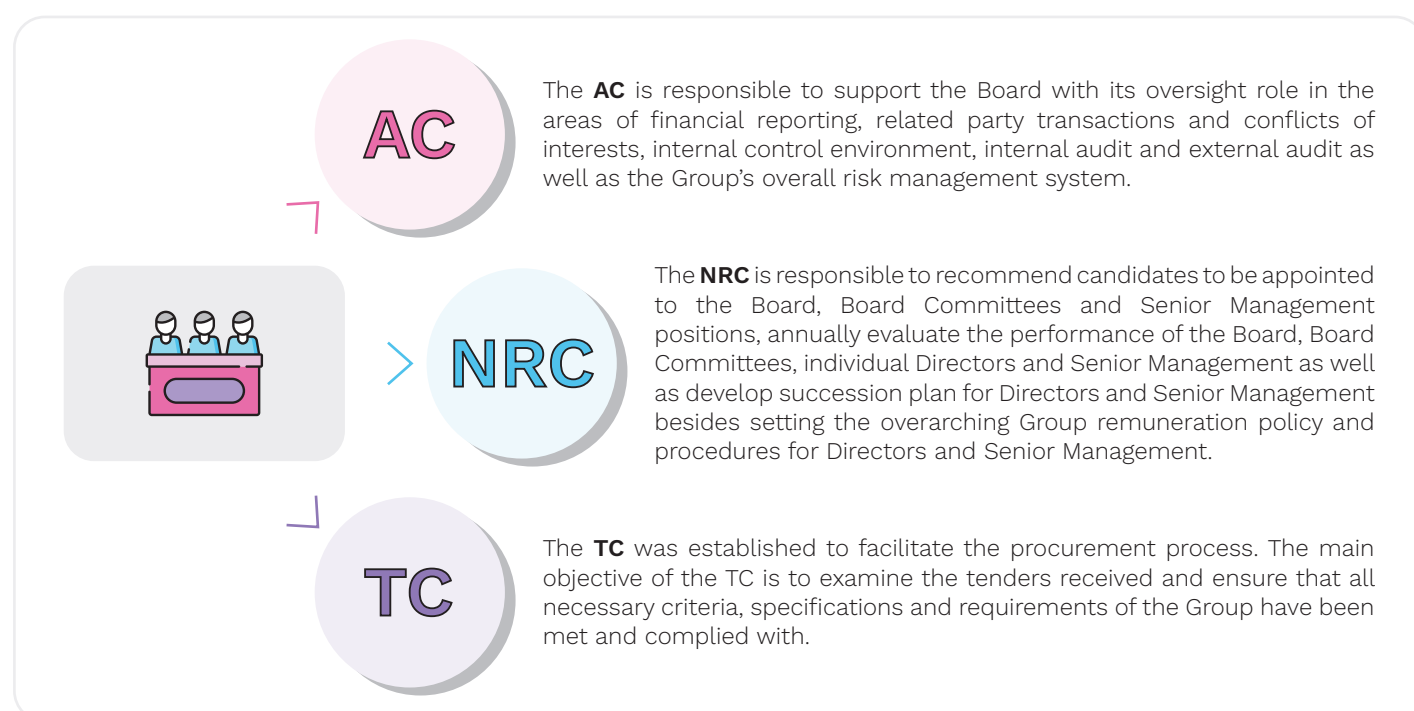 AC
The AC is responsible to support the Board with its oversight role in the
areas of financial reporting, related party transactions and conflicts of
interests, internal control environment, internal audit and external audit as
well as the Group’s overall risk management system.
NRC
The NRC is responsible to recommend candidates to be appointed
to the Board, Board Committees and Senior Management
positions, annually evaluate the performance of the Board, Board
Committees, individual Directors and Senior Management as well
as develop succession plan for Directors and Senior Management
besides setting the overarching Group remuneration policy and
procedures for Directors and Senior Management.
TC
The TC was established to facilitate the procurement process. The main
objective of the TC is to examine the tenders received and ensure that all
necessary criteria, specifications and requirements of the Group have been
met and complied with.